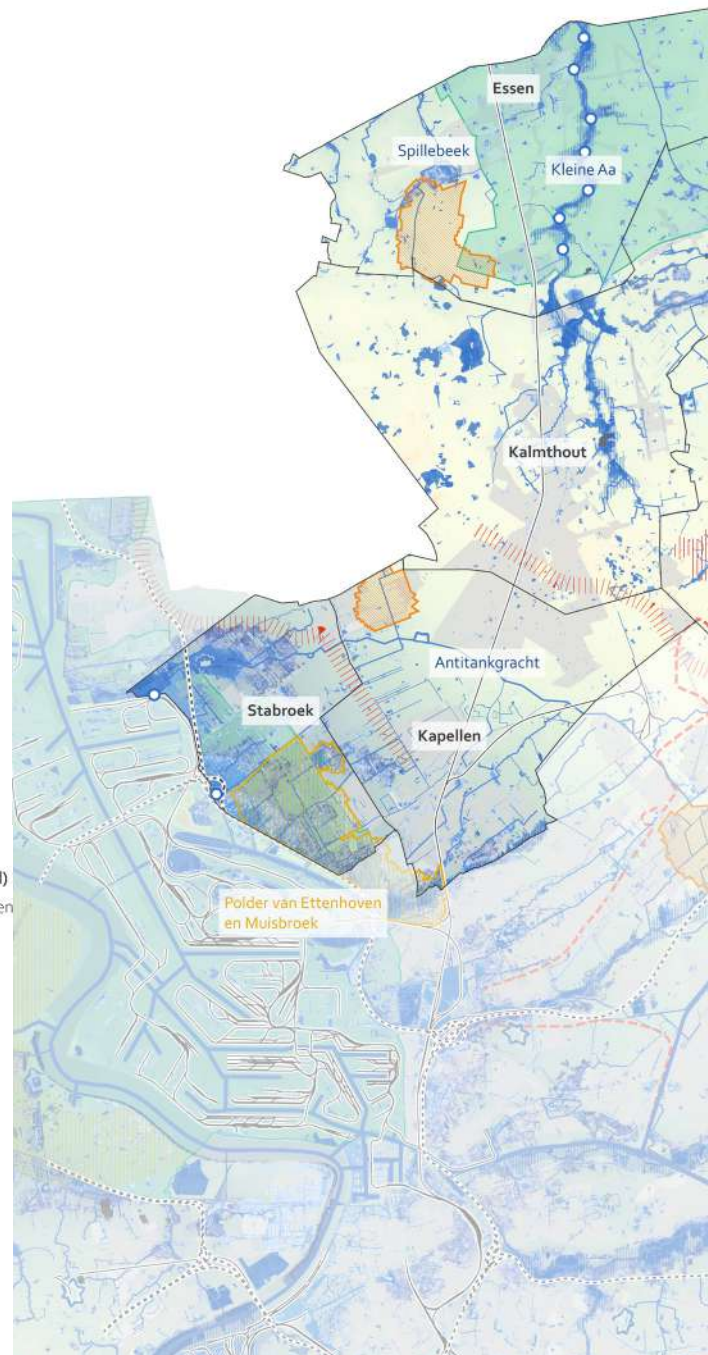 Essen
Spillebeek
Kleine Aa
Kalmthout
Antitankgracht
Stabroek
Kapellen
Polder van Ettenhoven
en Muisbroek